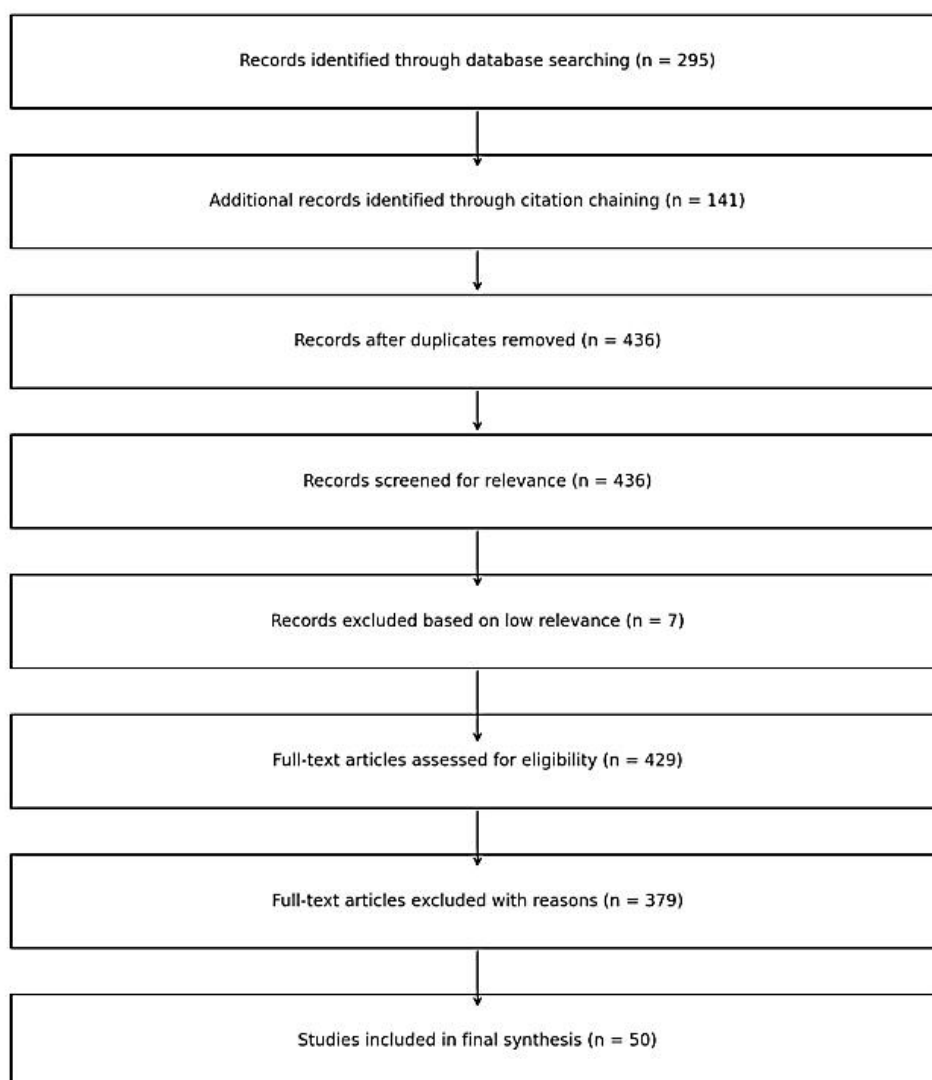 Records identified through database searching (n = 295)
Additional records identified through citation chaining (n = 141)
Records after duplicates removed (n = 436)
Records screened for relevance (n = 436)
Records excluded based on low relevance (n = 7)
Full-text articles assessed for eligibility (n = 429)
Full-text articles excluded with reasons (n = 379)
Studies included in final synthesis (n = 50)